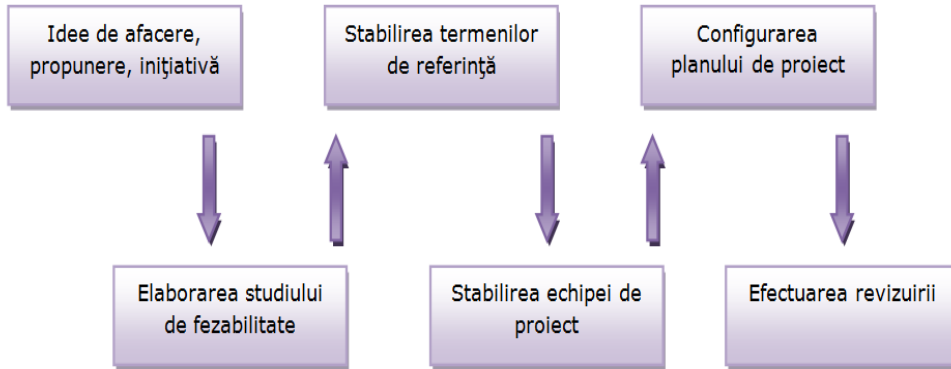 Idee de afacere,
propunere, iniţiativă
Stabilirea termenilor
de referinţă
Configurarea
planului de proiect
Elaborarea studiului
de fezabilitate
Stabilirea echipei de
proiect
Efectuarea revizuirii